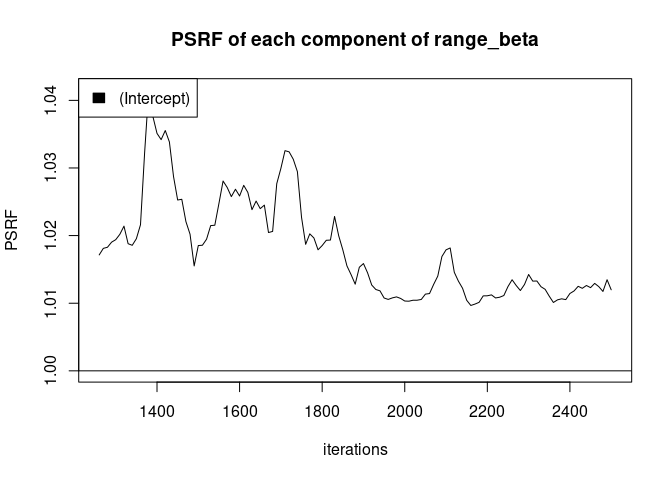 PSRF of each component of range_beta
(Intercept)
PSRF
1.04
1.03
1.02
1.01
1.00
1400 1600 1800 2000 2200 2400
iterations